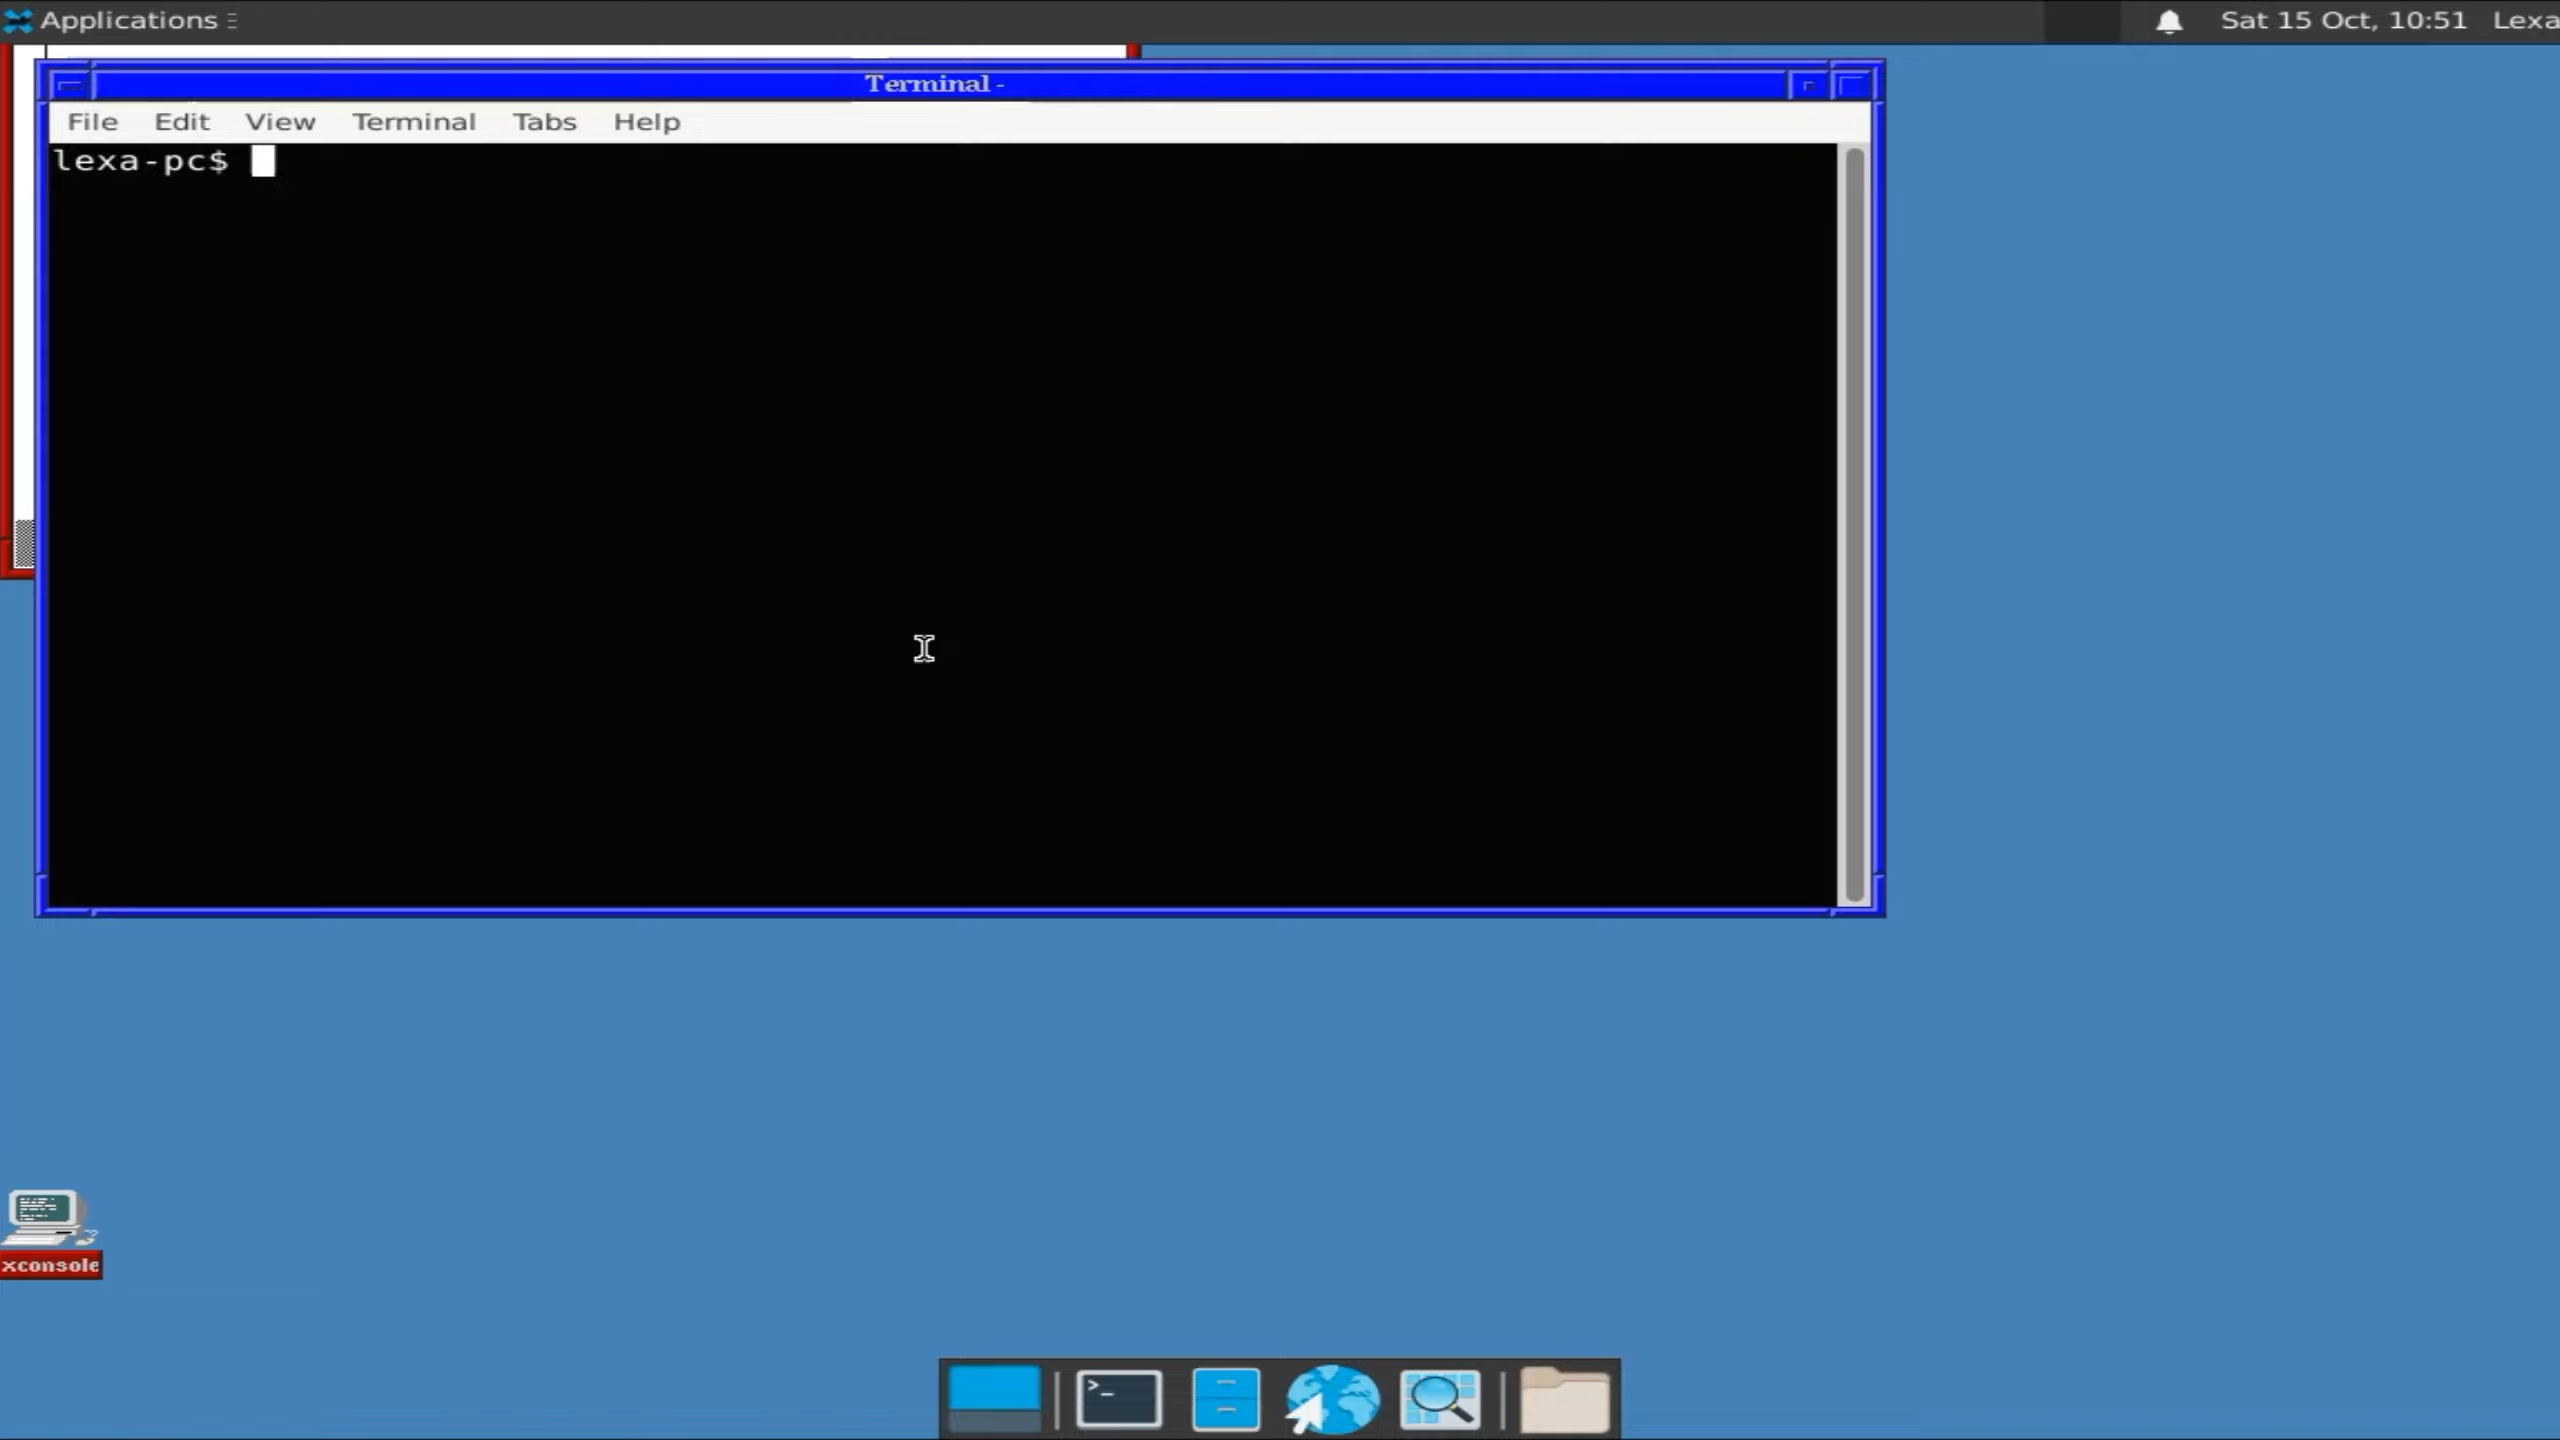 Applications
Sat 15 Oct, 10:51 Lexa
Terminal -
File Edit View Terminal Tabs Help
lexa-pc$
xconsole
>_